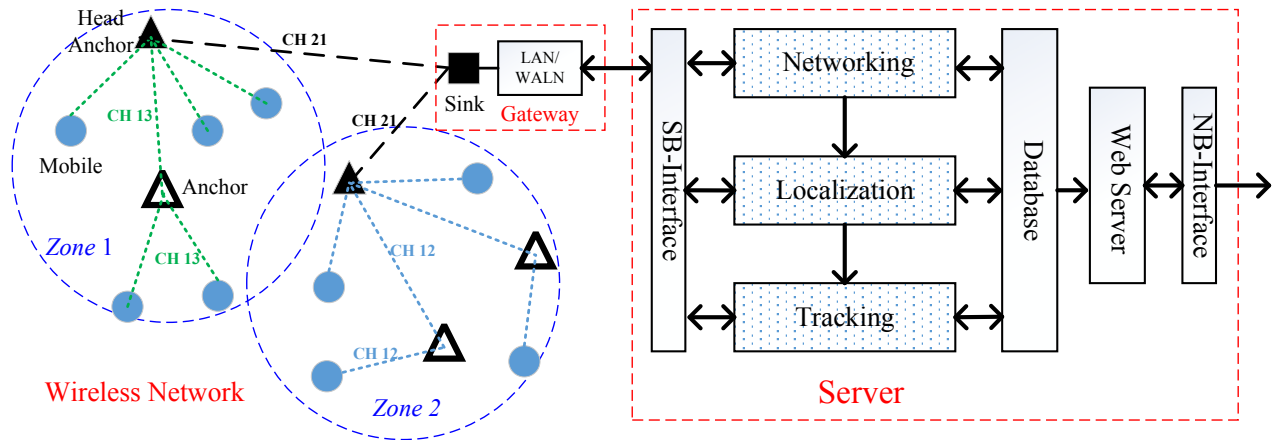 Head
Anchor
CH 21
CH 13
Mobile
Anchor
CH 13
Zone 1
Wireless Network
Sink
LAN/
WALN
Gateway
CH 21
CH 12
CH 12
Zone 2
SB-Interface
Networking
Localization
Tracking
Database
Web Server
NB-Interface
Server